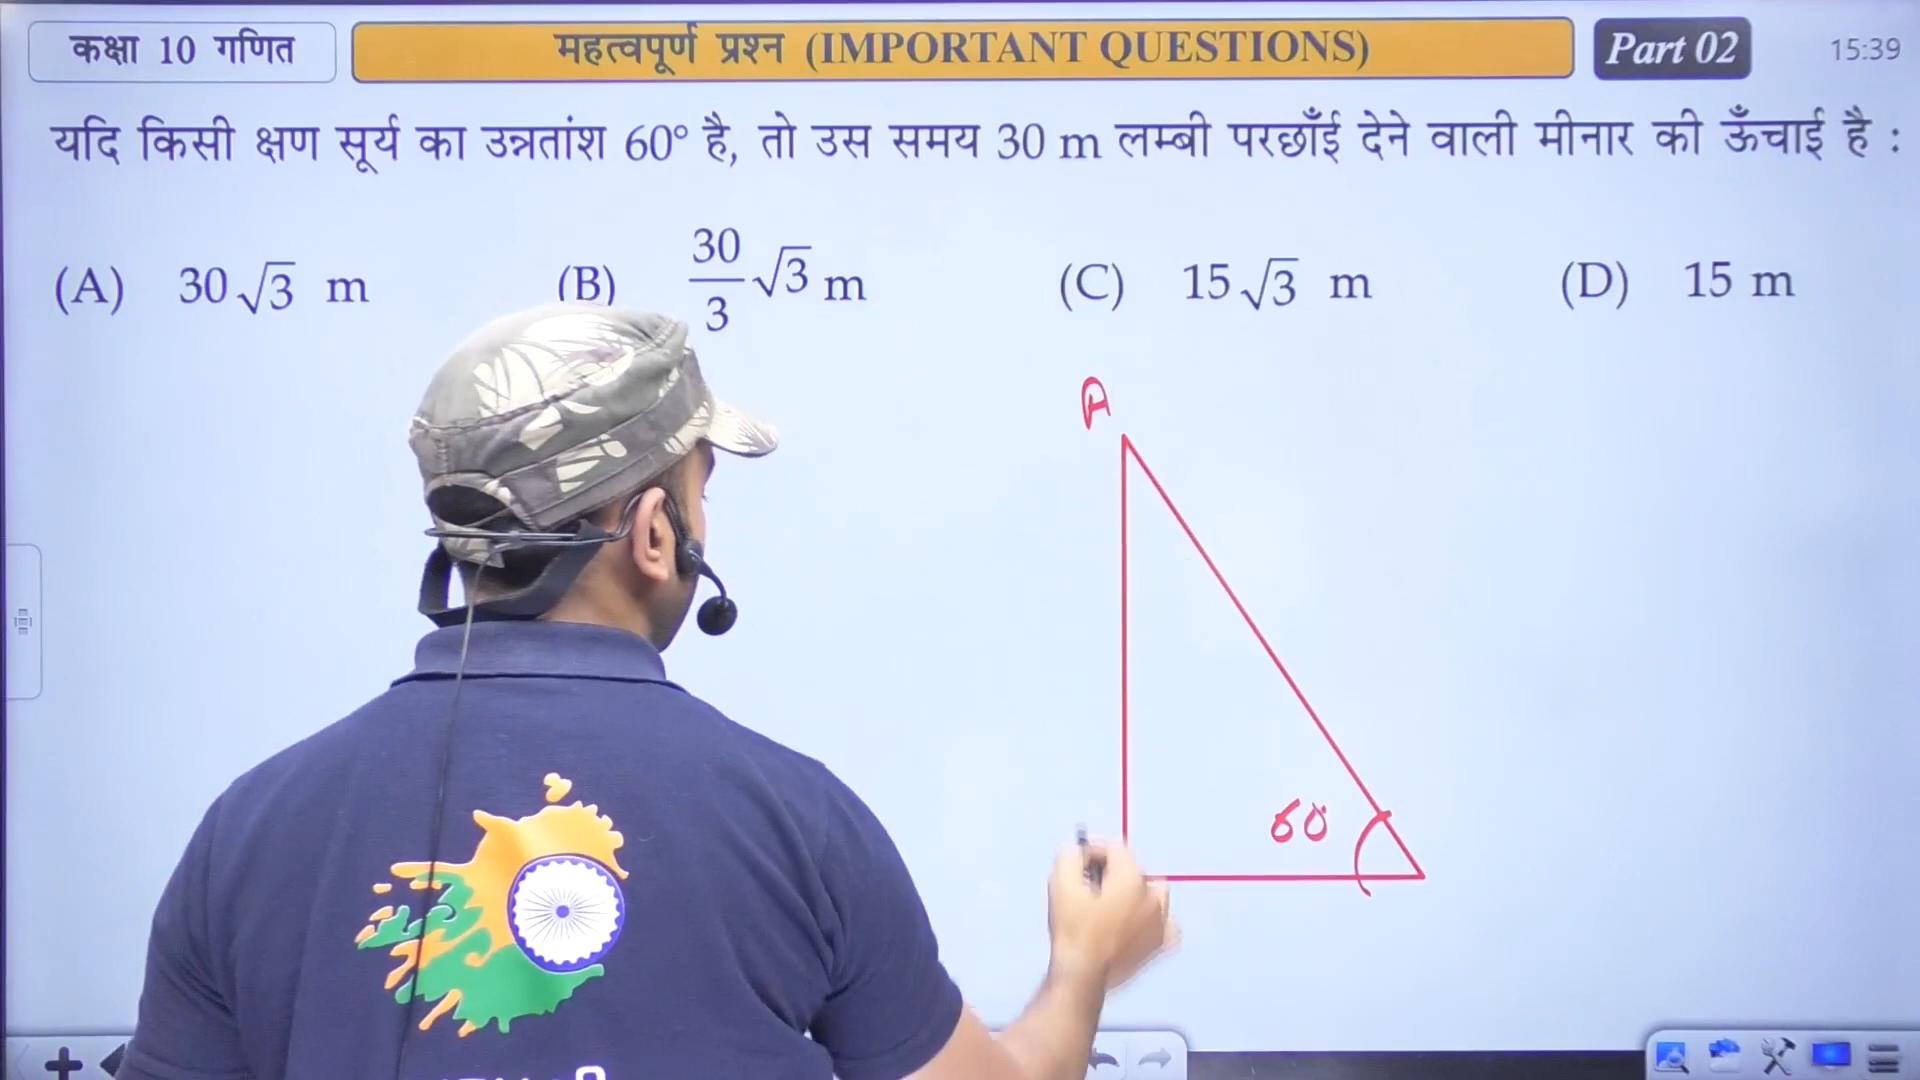 कक्षा 10 गणित
महत्वपूर्ण प्रश्न (IMPORTANT QUESTIONS)
Part 02
15:39
यदि किसी क्षण सूर्य का उन्नतांश 60° है, तो उस समय 30 m लम्बी परछाँई देने वाली मीनार की ऊँचाई है :
(A) 30√3 m (B) 30/3 √3 m (C) 15√3 m (D) 15 m
A
60°